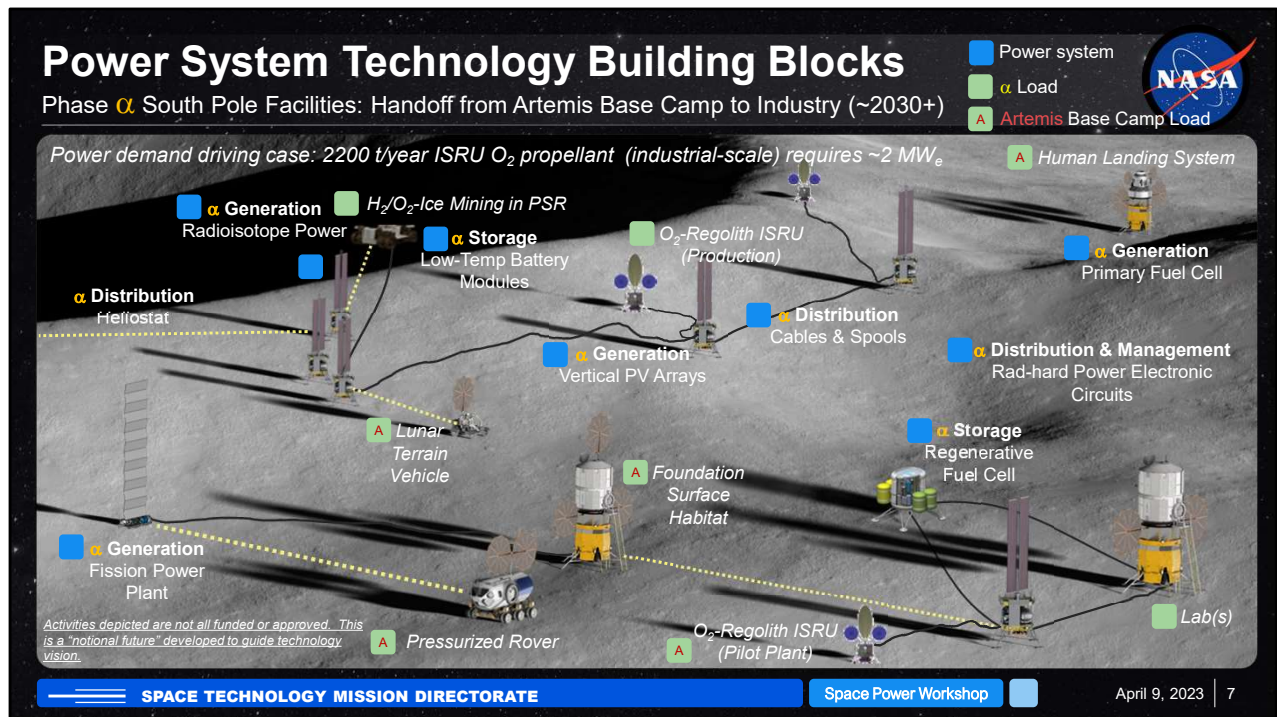 Power System Technology Building Blocks
Phase α South Pole Facilities: Handoff from Artemis Base Camp to Industry (~2030+)
Power system
α Load
A Artemis Base Camp Load
NASA
Power demand driving case: 2200 t/year ISRU O₂ propellant (industrial-scale) requires ~2 MWₑ
A Human Landing System
α Generation
Radioisotope Power
H₂/O₂-Ice Mining in PSR
α Storage
Low-Temp Battery
Modules
O₂-Regolith ISRU
(Production)
α Generation
Primary Fuel Cell
α Distribution
Heliostat
α Distribution
Cables & Spools
α Generation
Vertical PV Arrays
α Distribution & Management
Rad-hard Power Electronic
Circuits
A Lunar
Terrain
Vehicle
α Storage
Regenerative
Fuel Cell
A Foundation
Surface
Habitat
α Generation
Fission Power
Plant
Activities depicted are not all funded or approved. This
is a "notional future" developed to guide technology
vision.
A Pressurized Rover
A O₂-Regolith ISRU
(Pilot Plant)
Lab(s)
SPACE TECHNOLOGY MISSION DIRECTORATE
Space Power Workshop
April 9, 2023
7